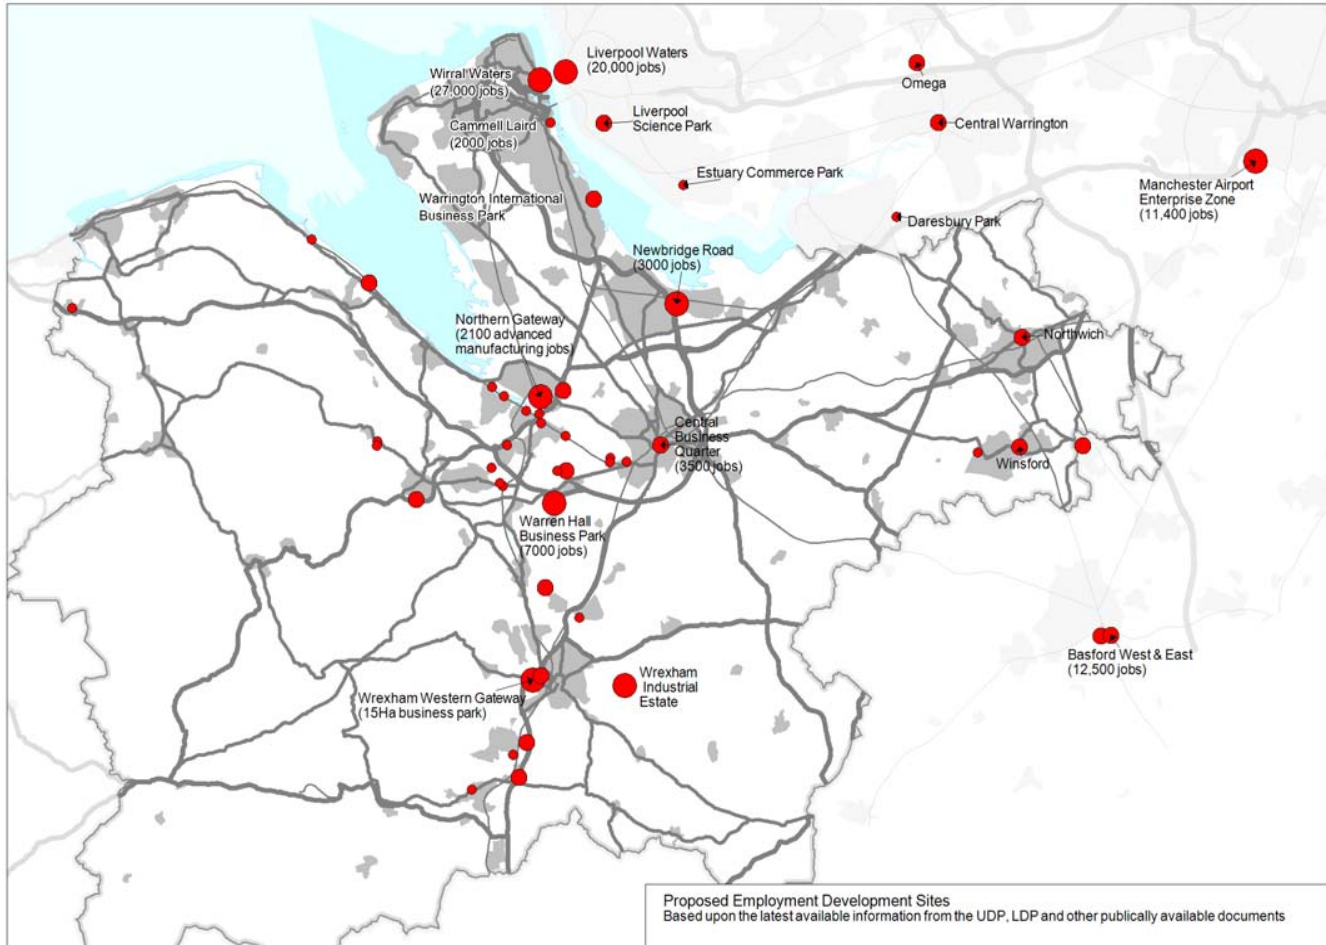 Liverpool Waters
(20,000 jobs)
Wirral Waters
(27,000 jobs)
Omega
Liverpool
Science Park
Cammell Laird
(2000 jobs)
Central Warrington
Estuary Commerce Park
Manchester Airport
Enterprise Zone
(11,400 jobs)
Warrington International
Business Park
Daresbury Park
Newbridge Road
(3000 jobs)
Northern Gateway
(2100 advanced
manufacturing jobs)
Northwich
Central
Business
Quarter
(3500 jobs)
Winsford
Warren Hall
Business Park
(7000 jobs)
Basford West & East
(12,500 jobs)
Wrexham
Industrial
Estate
Wrexham Western Gateway
(15Ha business park)
Proposed Employment Development Sites
Based upon the latest available information from the UDP, LDP and other publically available documents